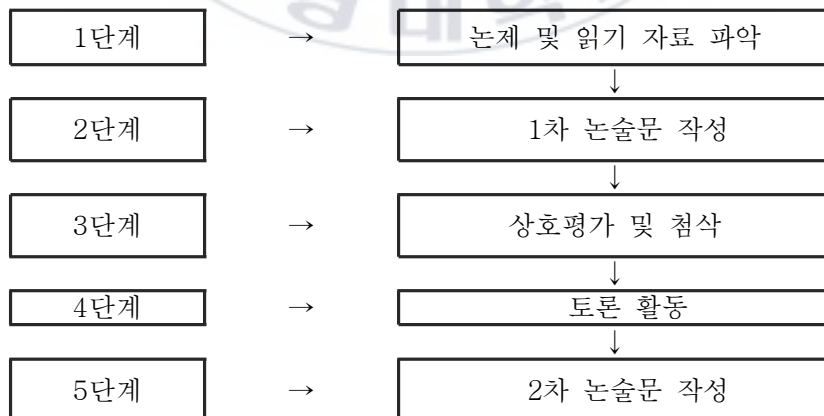 1단계 → 논제 및 읽기 자료 파악
↓
2단계 → 1차 논술문 작성
↓
3단계 → 상호평가 및 첨삭
↓
4단계 → 토론 활동
↓
5단계 → 2차 논술문 작성